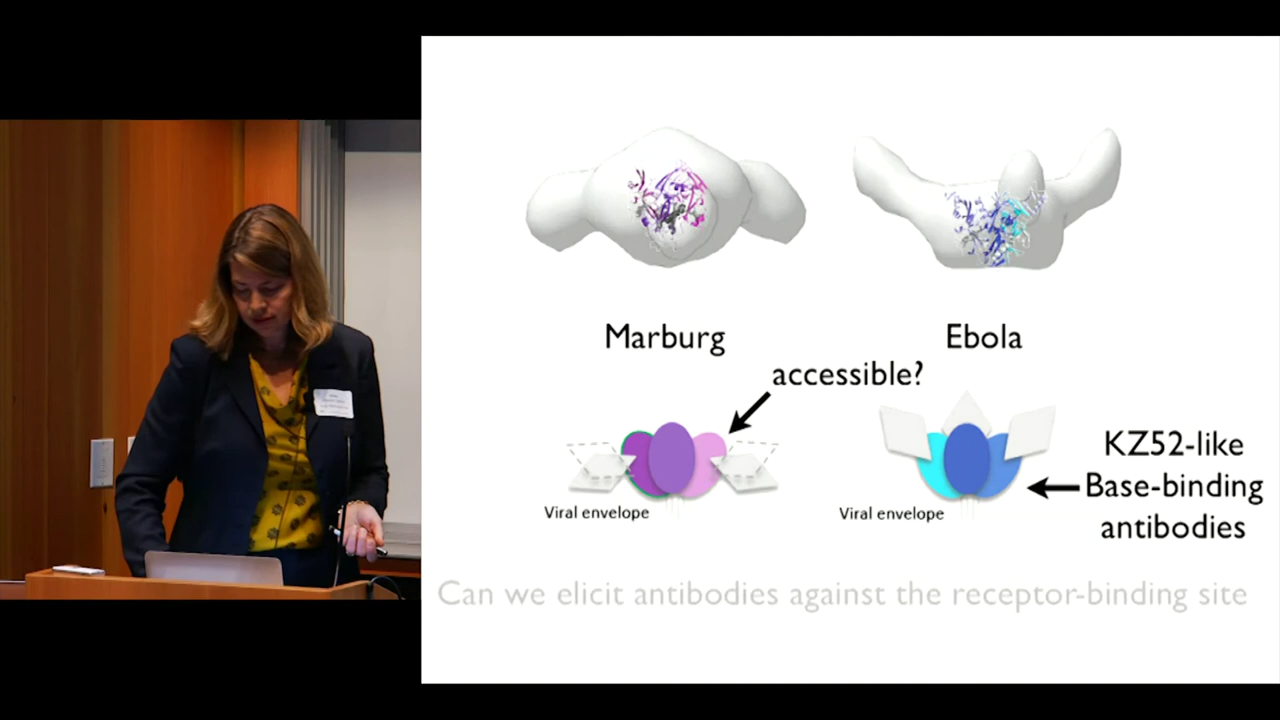 Marburg
Ebola
accessible?
KZ52-like
Base-binding
antibodies
Viral envelope
Viral envelope
Can we elicit antibodies against the receptor-binding site